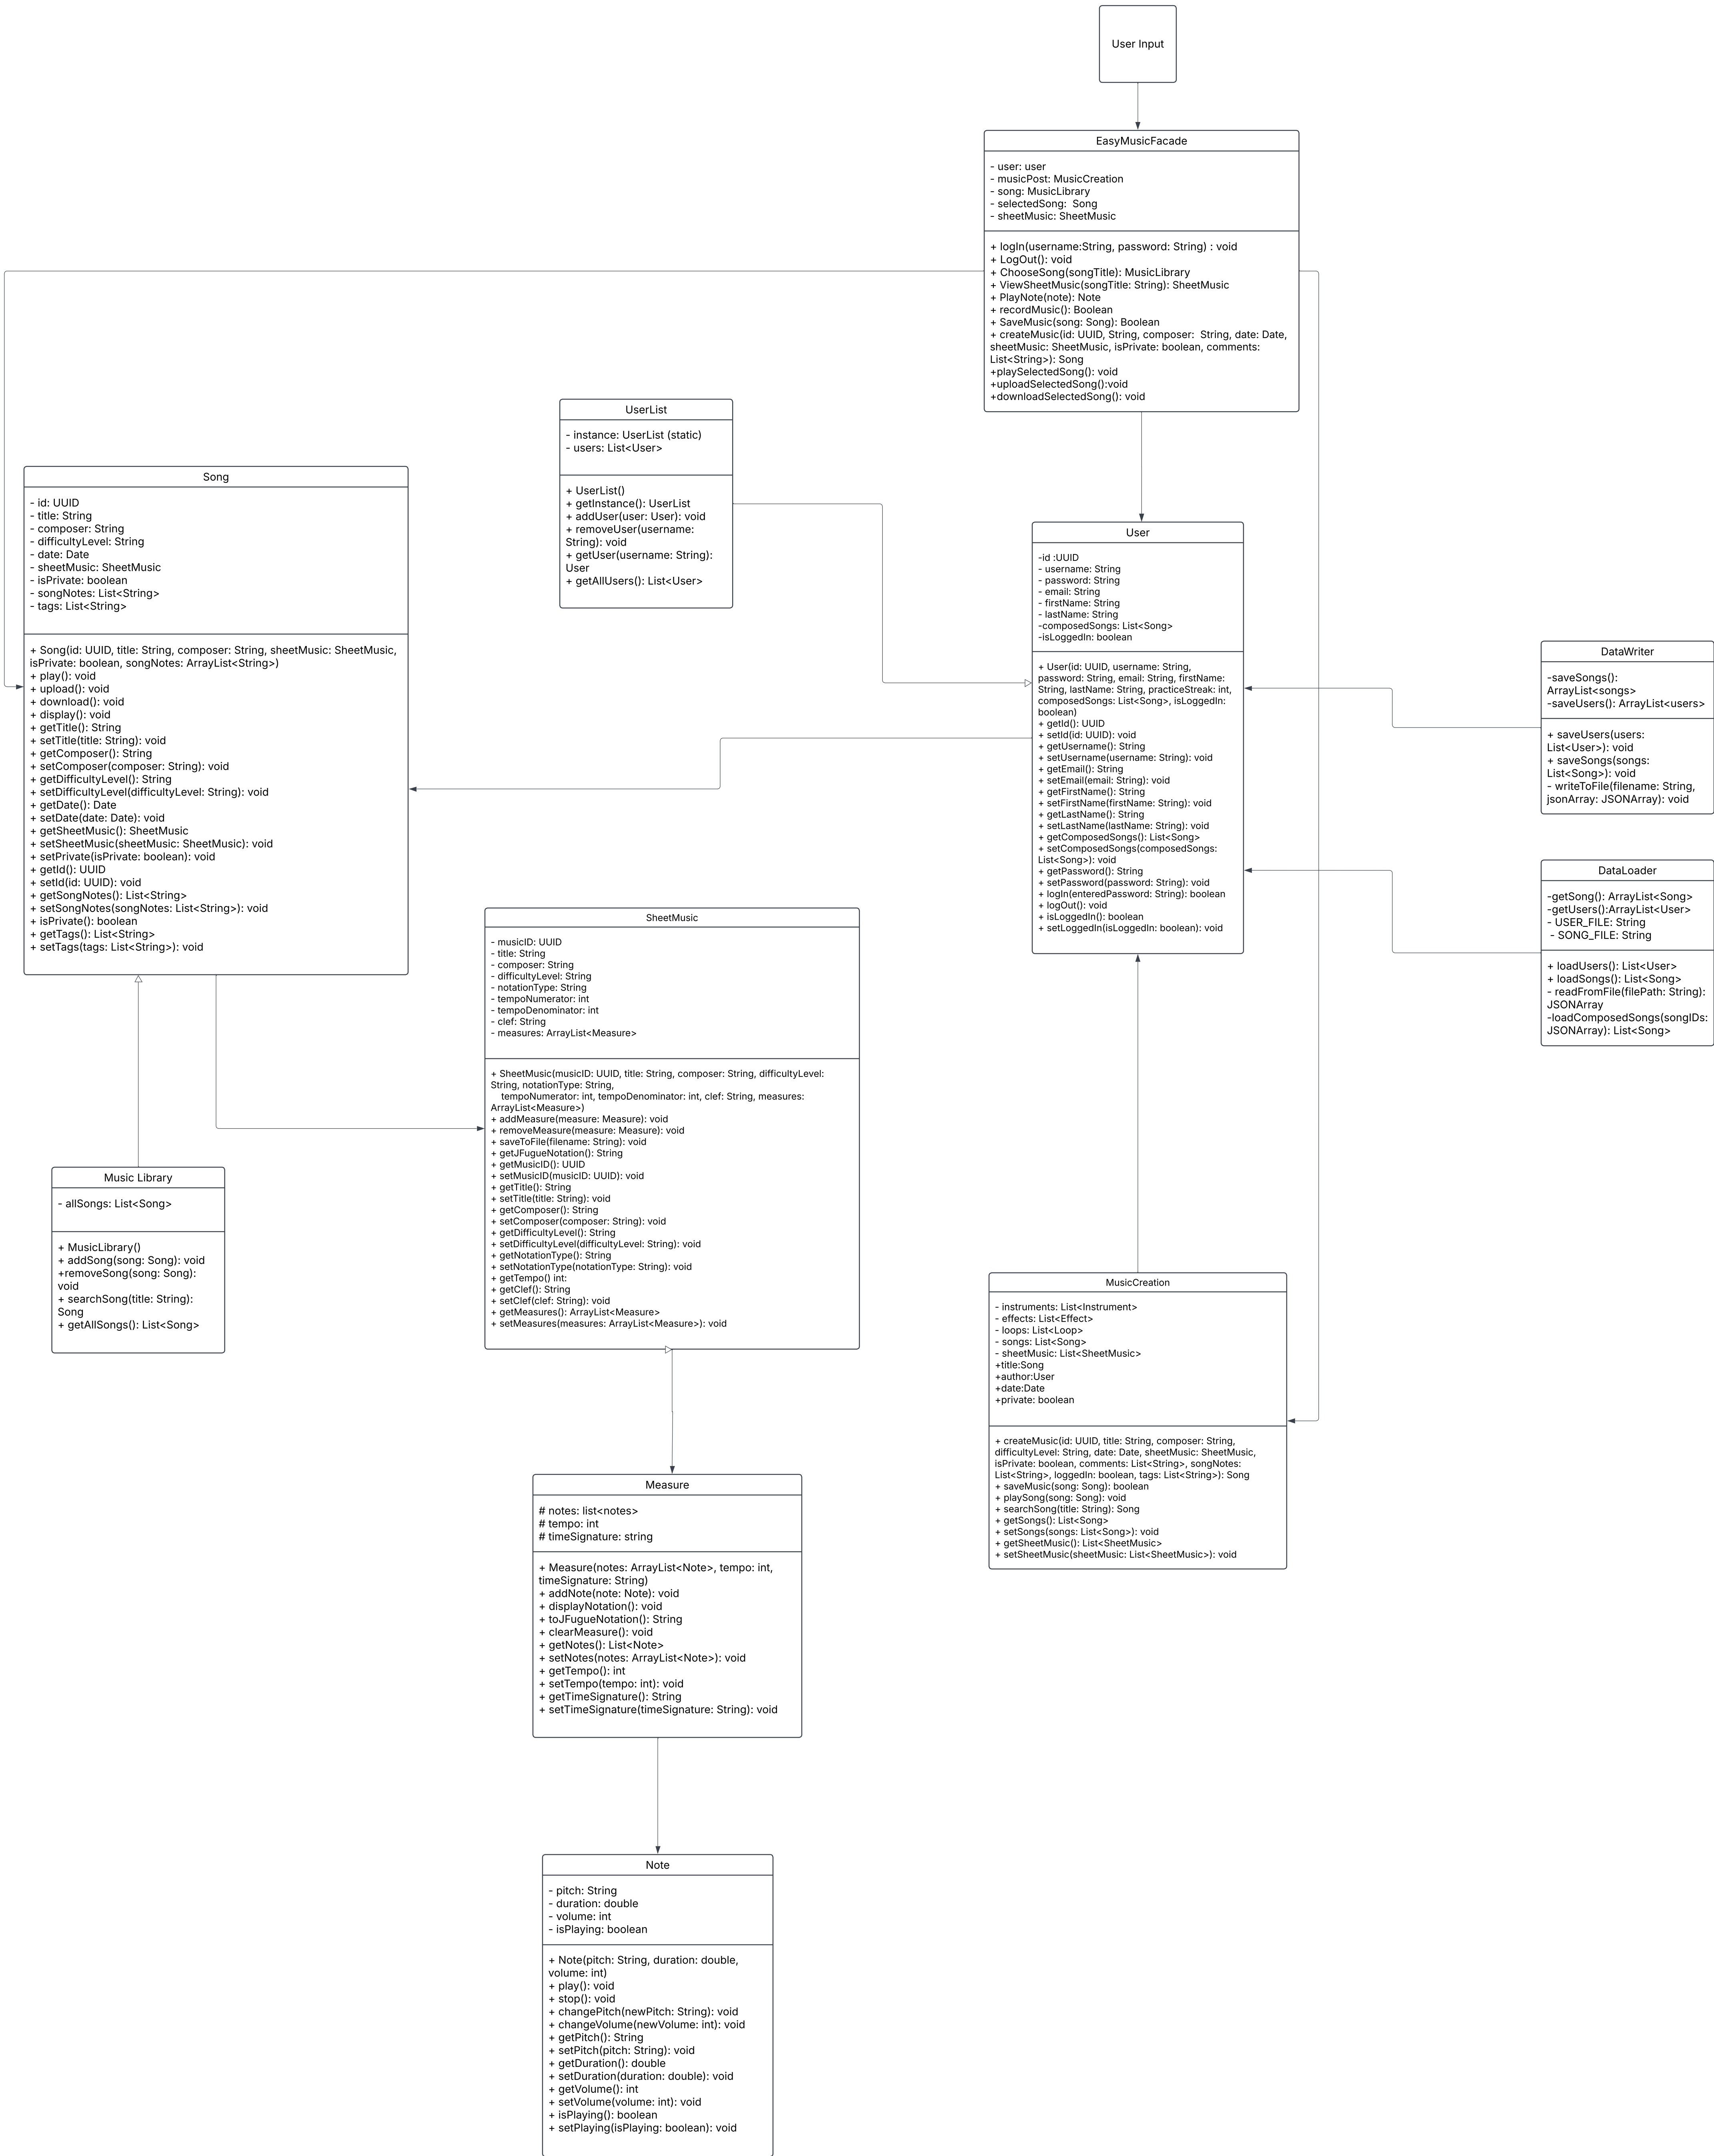 User Input
EasyMusicFacade
- user: user
- musicPost: MusicCreation
- song: MusicLibrary
- selectedSong:  Song
- sheetMusic: SheetMusic
+ logIn(username:String, password: String) : void
+ LogOut(): void
+ ChooseSong(songTitle): MusicLibrary
+ ViewSheetMusic(songTitle: String): SheetMusic
+ PlayNote(note): Note
+ recordMusic(): Boolean
+ SaveMusic(song: Song): Boolean
+ createMusic(id: UUID, String, composer:  String, date: Date,
sheetMusic: SheetMusic, isPrivate: boolean, comments:
List<String>): Song
+playSelectedSong(): void
+uploadSelectedSong():void
+downloadSelectedSong(): void
UserList
- instance: UserList (static)
- users: List<User>
+ UserList()
+ getInstance(): UserList
+ addUser(user: User): void
+ removeUser(username:
String): void
+ getUser(username: String):
User
+ getAllUsers(): List<User>
Song
- id: UUID
- title: String
- composer: String
- difficultyLevel: String
- date: Date
- sheetMusic: SheetMusic
- isPrivate: boolean
- songNotes: List<String>
- tags: List<String>
+ Song(id: UUID, title: String, composer: String, sheetMusic: SheetMusic,
isPrivate: boolean, songNotes: ArrayList<String>)
+ play(): void
+ upload(): void
+ download(): void
+ display(): void
+ getTitle(): String
+ setTitle(title: String): void
+ getComposer(): String
+ setComposer(composer: String): void
+ getDifficultyLevel(): String
+ setDifficultyLevel(difficultyLevel: String): void
+ getDate(): Date
+ setDate(date: Date): void
+ getSheetMusic(): SheetMusic
+ setSheetMusic(sheetMusic: SheetMusic): void
+ setPrivate(isPrivate: boolean): void
+ getId(): UUID
+ setId(id: UUID): void
+ getSongNotes(): List<String>
+ setSongNotes(songNotes: List<String>): void
+ isPrivate(): boolean
+ getTags(): List<String>
+ setTags(tags: List<String>): void
User
-id :UUID
- username: String
- password: String
- email: String
- firstName: String
- lastName: String
-composedSongs: List<Song>
-isLoggedIn: boolean
+ User(id: UUID, username: String,
password: String, email: String, firstName:
String, lastName: String, practiceStreak: int,
composedSongs: List<Song>, isLoggedIn:
boolean)
+ getId(): UUID
+ setId(id: UUID): void
+ getUsername(): String
+ setUsername(username: String): void
+ getEmail(): String
+ setEmail(email: String): void
+ getFirstName(): String
+ setFirstName(firstName: String): void
+ getLastName(): String
+ setLastName(lastName: String): void
+ getComposedSongs(): List<Song>
+ setComposedSongs(composedSongs:
List<Song>): void
+ getPassword(): String
+ setPassword(password: String): void
+ logIn(enteredPassword: String): boolean
+ logOut(): void
+ isLoggedIn(): boolean
+ setLoggedIn(isLoggedIn: boolean): void
DataWriter
-saveSongs():
ArrayList<songs>
-saveUsers(): ArrayList<users>
+ saveUsers(users:
List<User>): void
+ saveSongs(songs:
List<Song>): void
- writeToFile(filename: String,
jsonArray: JSONArray): void
DataLoader
-getSong(): ArrayList<Song>
-getUsers():ArrayList<User>
- USER_FILE: String
- SONG_FILE: String
+ loadUsers(): List<User>
+ loadSongs(): List<Song>
- readFromFile(filePath: String):
JSONArray
-loadComposedSongs(songIDs:
JSONArray): List<Song>
SheetMusic
- musicID: UUID
- title: String
- composer: String
- difficultyLevel: String
- notationType: String
- tempoNumerator: int
- tempoDenominator: int
- clef: String
- measures: ArrayList<Measure>
+ SheetMusic(musicID: UUID, title: String, composer: String, difficultyLevel:
String, notationType: String,
tempoNumerator: int, tempoDenominator: int, clef: String, measures:
ArrayList<Measure>)
+ addMeasure(measure: Measure): void
+ removeMeasure(measure: Measure): void
+ saveToFile(filename: String): void
+ getJFugueNotation(): String
+ getMusicID(): UUID
+ setMusicID(musicID: UUID): void
+ getTitle(): String
+ setTitle(title: String): void
+ getComposer(): String
+ setComposer(composer: String): void
+ getDifficultyLevel(): String
+ setDifficultyLevel(difficultyLevel: String): void
+ getNotationType(): String
+ setNotationType(notationType: String): void
+ getTempo() int:
+ getClef(): String
+ setClef(clef: String): void
+ getMeasures(): ArrayList<Measure>
+ setMeasures(measures: ArrayList<Measure>): void
Music Library
- allSongs: List<Song>
+ MusicLibrary()
+ addSong(song: Song): void
+removeSong(song: Song):
void
+ searchSong(title: String):
Song
+ getAllSongs(): List<Song>
MusicCreation
- instruments: List<Instrument>
- effects: List<Effect>
- loops: List<Loop>
- songs: List<Song>
- sheetMusic: List<SheetMusic>
+title:Song
+author:User
+date:Date
+private: boolean
+ createMusic(id: UUID, title: String, composer: String,
difficultyLevel: String, date: Date, sheetMusic: SheetMusic,
isPrivate: boolean, comments: List<String>, songNotes:
List<String>, loggedIn: boolean, tags: List<String>): Song
+ saveMusic(song: Song): boolean
+ playSong(song: Song): void
+ searchSong(title: String): Song
+ getSongs(): List<Song>
+ setSongs(songs: List<Song>): void
+ getSheetMusic(): List<SheetMusic>
+ setSheetMusic(sheetMusic: List<SheetMusic>): void
Measure
# notes: list<notes>
# tempo: int
# timeSignature: string
+ Measure(notes: ArrayList<Note>, tempo: int,
timeSignature: String)
+ addNote(note: Note): void
+ displayNotation(): void
+ toJFugueNotation(): String
+ clearMeasure(): void
+ getNotes(): List<Note>
+ setNotes(notes: ArrayList<Note>): void
+ getTempo(): int
+ setTempo(tempo: int): void
+ getTimeSignature(): String
+ setTimeSignature(timeSignature: String): void
Note
- pitch: String
- duration: double
- volume: int
- isPlaying: boolean
+ Note(pitch: String, duration: double,
volume: int)
+ play(): void
+ stop(): void
+ changePitch(newPitch: String): void
+ changeVolume(newVolume: int): void
+ getPitch(): String
+ setPitch(pitch: String): void
+ getDuration(): double
+ setDuration(duration: double): void
+ getVolume(): int
+ setVolume(volume: int): void
+ isPlaying(): boolean
+ setPlaying(isPlaying: boolean): void